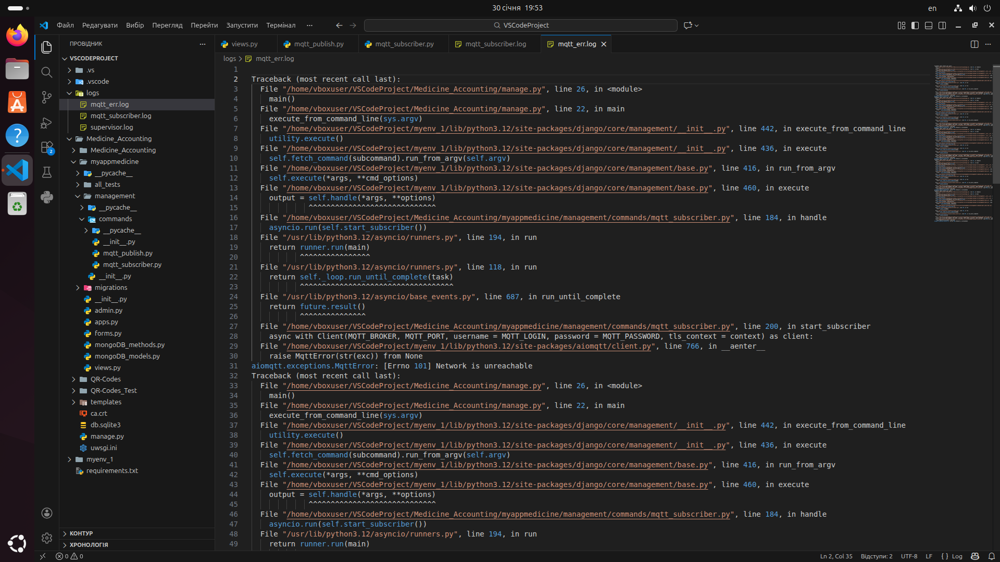 30 січня 19:53
en
Файл Редагувати Вибір Перегляд Перейти Запустити Термінал ···
VSCodeProject
ПРОВІДНИК
VSCODEPROJECT
.vs
.vscode
logs
mqtt_err.log
mqtt_subscriber.log
supervisor.log
Medicine_Accounting
Medicine_Accounting
myappmedicine
__pycache__
all_tests
management
__pycache__
commands
__pycache__
__init__.py
mqtt_publish.py
mqtt_subscriber.py
__init__.py
migrations
__init__.py
admin.py
apps.py
forms.py
mongoDB_methods.py
mongoDB_models.py
views.py
QR-Codes
QR-Codes_Test
templates
ca.crt
db.sqlite3
manage.py
uwsgi.ini
myenv_1
requirements.txt
КОНТУР
ХРОНОЛОГІЯ
2
views.py mqtt_publish.py mqtt_subscriber.py mqtt_subscriber.log mqtt_err.log
logs > mqtt_err.log
1
2 Traceback (most recent call last):
3 File "/home/vboxuser/VSCodeProject/Medicine_Accounting/manage.py", line 26, in <module>
4 main()
5 File "/home/vboxuser/VSCodeProject/Medicine_Accounting/manage.py", line 22, in main
6 execute_from_command_line(sys.argv)
7 File "/home/vboxuser/VSCodeProject/myenv_1/lib/python3.12/site-packages/django/core/management/__init__.py", line 442, in execute_from_command_line
8 utility.execute()
9 File "/home/vboxuser/VSCodeProject/myenv_1/lib/python3.12/site-packages/django/core/management/__init__.py", line 436, in execute
10 self.fetch_command(subcommand).run_from_argv(self.argv)
11 File "/home/vboxuser/VSCodeProject/myenv_1/lib/python3.12/site-packages/django/core/management/base.py", line 416, in run_from_argv
12 self.execute(*args, **cmd_options)
13 File "/home/vboxuser/VSCodeProject/myenv_1/lib/python3.12/site-packages/django/core/management/base.py", line 460, in execute
14 output = self.handle(*args, **options)
15 ^^^^^^^^^^^^^^^^^^^^^^^^^^^^^
16 File "/home/vboxuser/VSCodeProject/Medicine_Accounting/myappmedicine/management/commands/mqtt_subscriber.py", line 184, in handle
17 asyncio.run(self.start_subscriber())
18 File "/usr/lib/python3.12/asyncio/runners.py", line 194, in run
19 return runner.run(main)
20 ^^^^^^^^^^^^^^^^
21 File "/usr/lib/python3.12/asyncio/runners.py", line 118, in run
22 return self._loop.run_until_complete(task)
23 ^^^^^^^^^^^^^^^^^^^^^^^^^^^^^^^^^^^
24 File "/usr/lib/python3.12/asyncio/base_events.py", line 687, in run_until_complete
25 return future.result()
26 ^^^^^^^^^^^^^^^
27 File "/home/vboxuser/VSCodeProject/Medicine_Accounting/myappmedicine/management/commands/mqtt_subscriber.py", line 200, in start_subscriber
28 async with Client(MQTT_BROKER, MQTT_PORT, username = MQTT_LOGIN, password = MQTT_PASSWORD, tls_context = context) as client:
29 File "/home/vboxuser/VSCodeProject/myenv_1/lib/python3.12/site-packages/aiomqtt/client.py", line 766, in __aenter__
30 raise MqttError(str(exc)) from None
31 aiomqtt.exceptions.MqttError: [Errno 101] Network is unreachable
32 Traceback (most recent call last):
33 File "/home/vboxuser/VSCodeProject/Medicine_Accounting/manage.py", line 26, in <module>
34 main()
35 File "/home/vboxuser/VSCodeProject/Medicine_Accounting/manage.py", line 22, in main
36 execute_from_command_line(sys.argv)
37 File "/home/vboxuser/VSCodeProject/myenv_1/lib/python3.12/site-packages/django/core/management/__init__.py", line 442, in execute_from_command_line
38 utility.execute()
39 File "/home/vboxuser/VSCodeProject/myenv_1/lib/python3.12/site-packages/django/core/management/__init__.py", line 436, in execute
40 self.fetch_command(subcommand).run_from_argv(self.argv)
41 File "/home/vboxuser/VSCodeProject/myenv_1/lib/python3.12/site-packages/django/core/management/base.py", line 416, in run_from_argv
42 self.execute(*args, **cmd_options)
43 File "/home/vboxuser/VSCodeProject/myenv_1/lib/python3.12/site-packages/django/core/management/base.py", line 460, in execute
44 output = self.handle(*args, **options)
45 ^^^^^^^^^^^^^^^^^^^^^^^^^^^^^
46 File "/home/vboxuser/VSCodeProject/Medicine_Accounting/myappmedicine/management/commands/mqtt_subscriber.py", line 184, in handle
47 asyncio.run(self.start_subscriber())
48 File "/usr/lib/python3.12/asyncio/runners.py", line 194, in run
49 return runner.run(main)
0 0 Ln 2, Col 35 Відступи: 2 UTF-8 LF { } Log